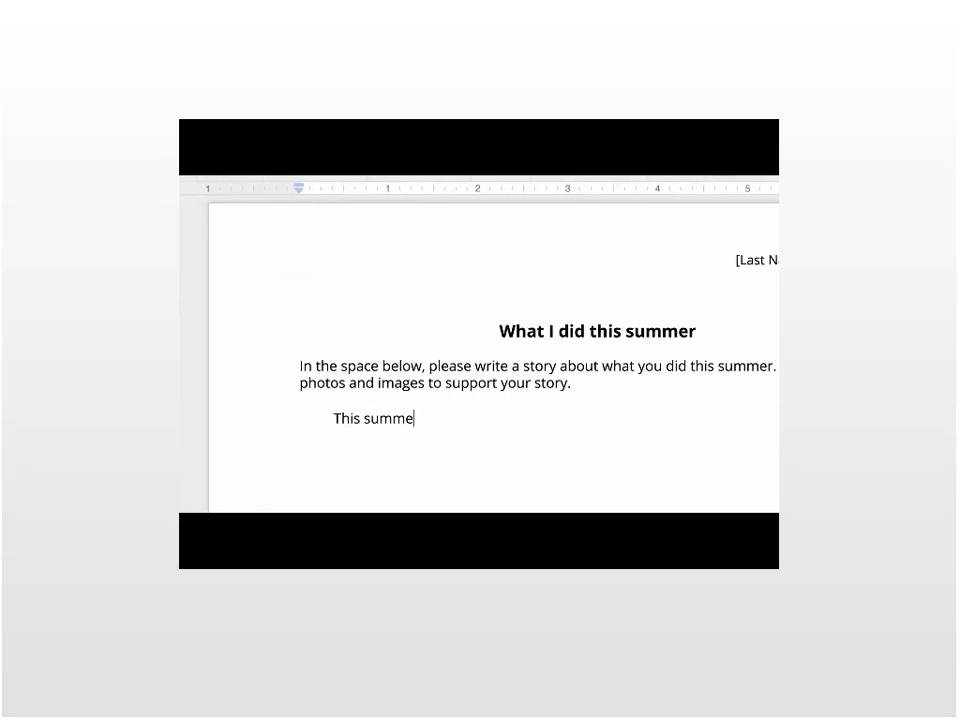 1 1 2 3 4 5
[Last
What I did this summer
In the space below, please write a story about what you did this summer.
photos and images to support your story.
This summe